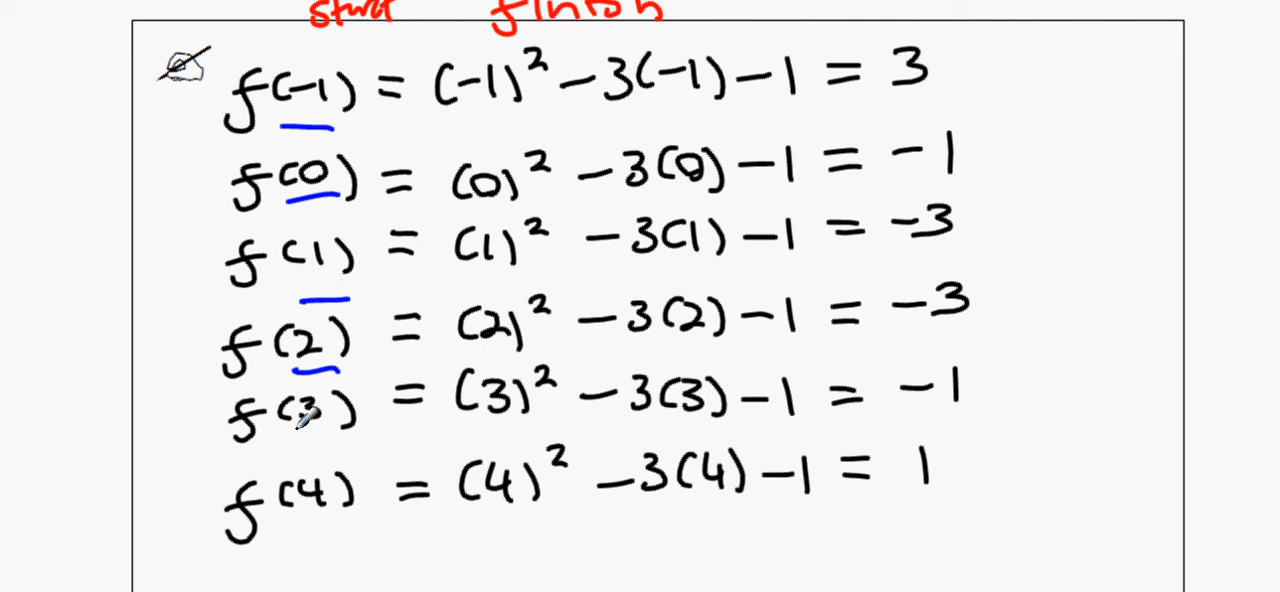 start finish
f(-1) = (-1)² - 3(-1) - 1 = 3
f(0) = (0)² - 3(0) - 1 = -1
f(1) = (1)² - 3(1) - 1 = -3
f(2) = (2)² - 3(2) - 1 = -3
f(3) = (3)² - 3(3) - 1 = -1
f(4) = (4)² - 3(4) - 1 = 1